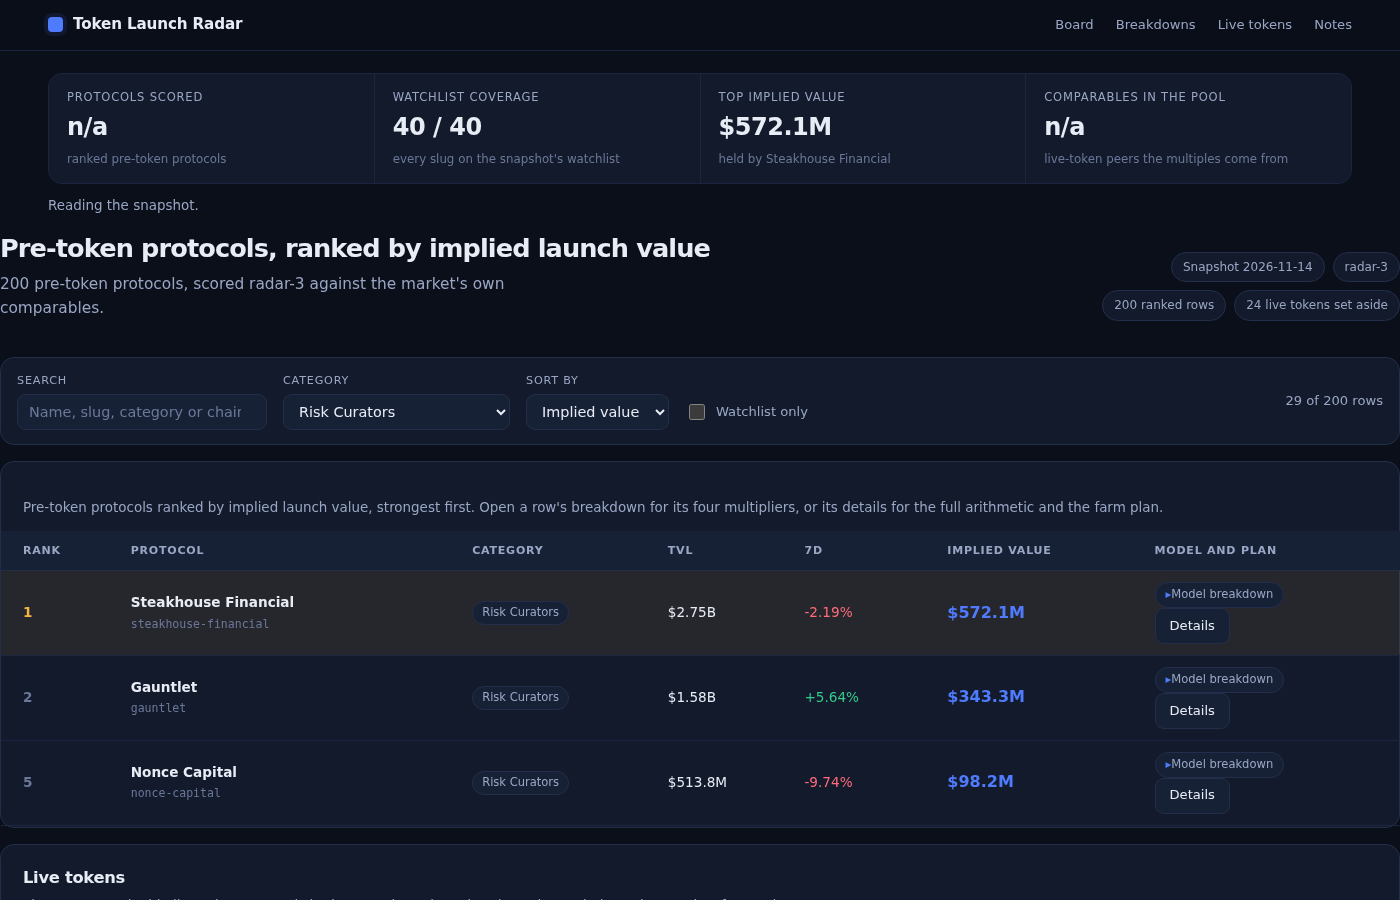 Token Launch Radar
Board Breakdowns Live tokens Notes
PROTOCOLS SCORED
n/a
ranked pre-token protocols
WATCHLIST COVERAGE
40 / 40
every slug on the snapshot's watchlist
TOP IMPLIED VALUE
$572.1M
held by Steakhouse Financial
COMPARABLES IN THE POOL
n/a
live-token peers the multiples come from
Reading the snapshot.
Pre-token protocols, ranked by implied launch value
200 pre-token protocols, scored radar-3 against the market's own
comparables.
Snapshot 2026-11-14 radar-3
200 ranked rows 24 live tokens set aside
SEARCH
Name, slug, category or chain
CATEGORY
Risk Curators
SORT BY
Implied value
Watchlist only
29 of 200 rows
Pre-token protocols ranked by implied launch value, strongest first. Open a row's breakdown for its four multipliers, or its details for the full arithmetic and the farm plan.
RANK PROTOCOL CATEGORY TVL 7D IMPLIED VALUE MODEL AND PLAN
1 Steakhouse Financial Risk Curators $2.75B -2.19% $572.1M ▸Model breakdown
steakhouse-financial Details
2 Gauntlet Risk Curators $1.58B +5.64% $343.3M ▸Model breakdown
gauntlet Details
5 Nonce Capital Risk Curators $513.8M -9.74% $98.2M ▸Model breakdown
nonce-capital Details
Live tokens